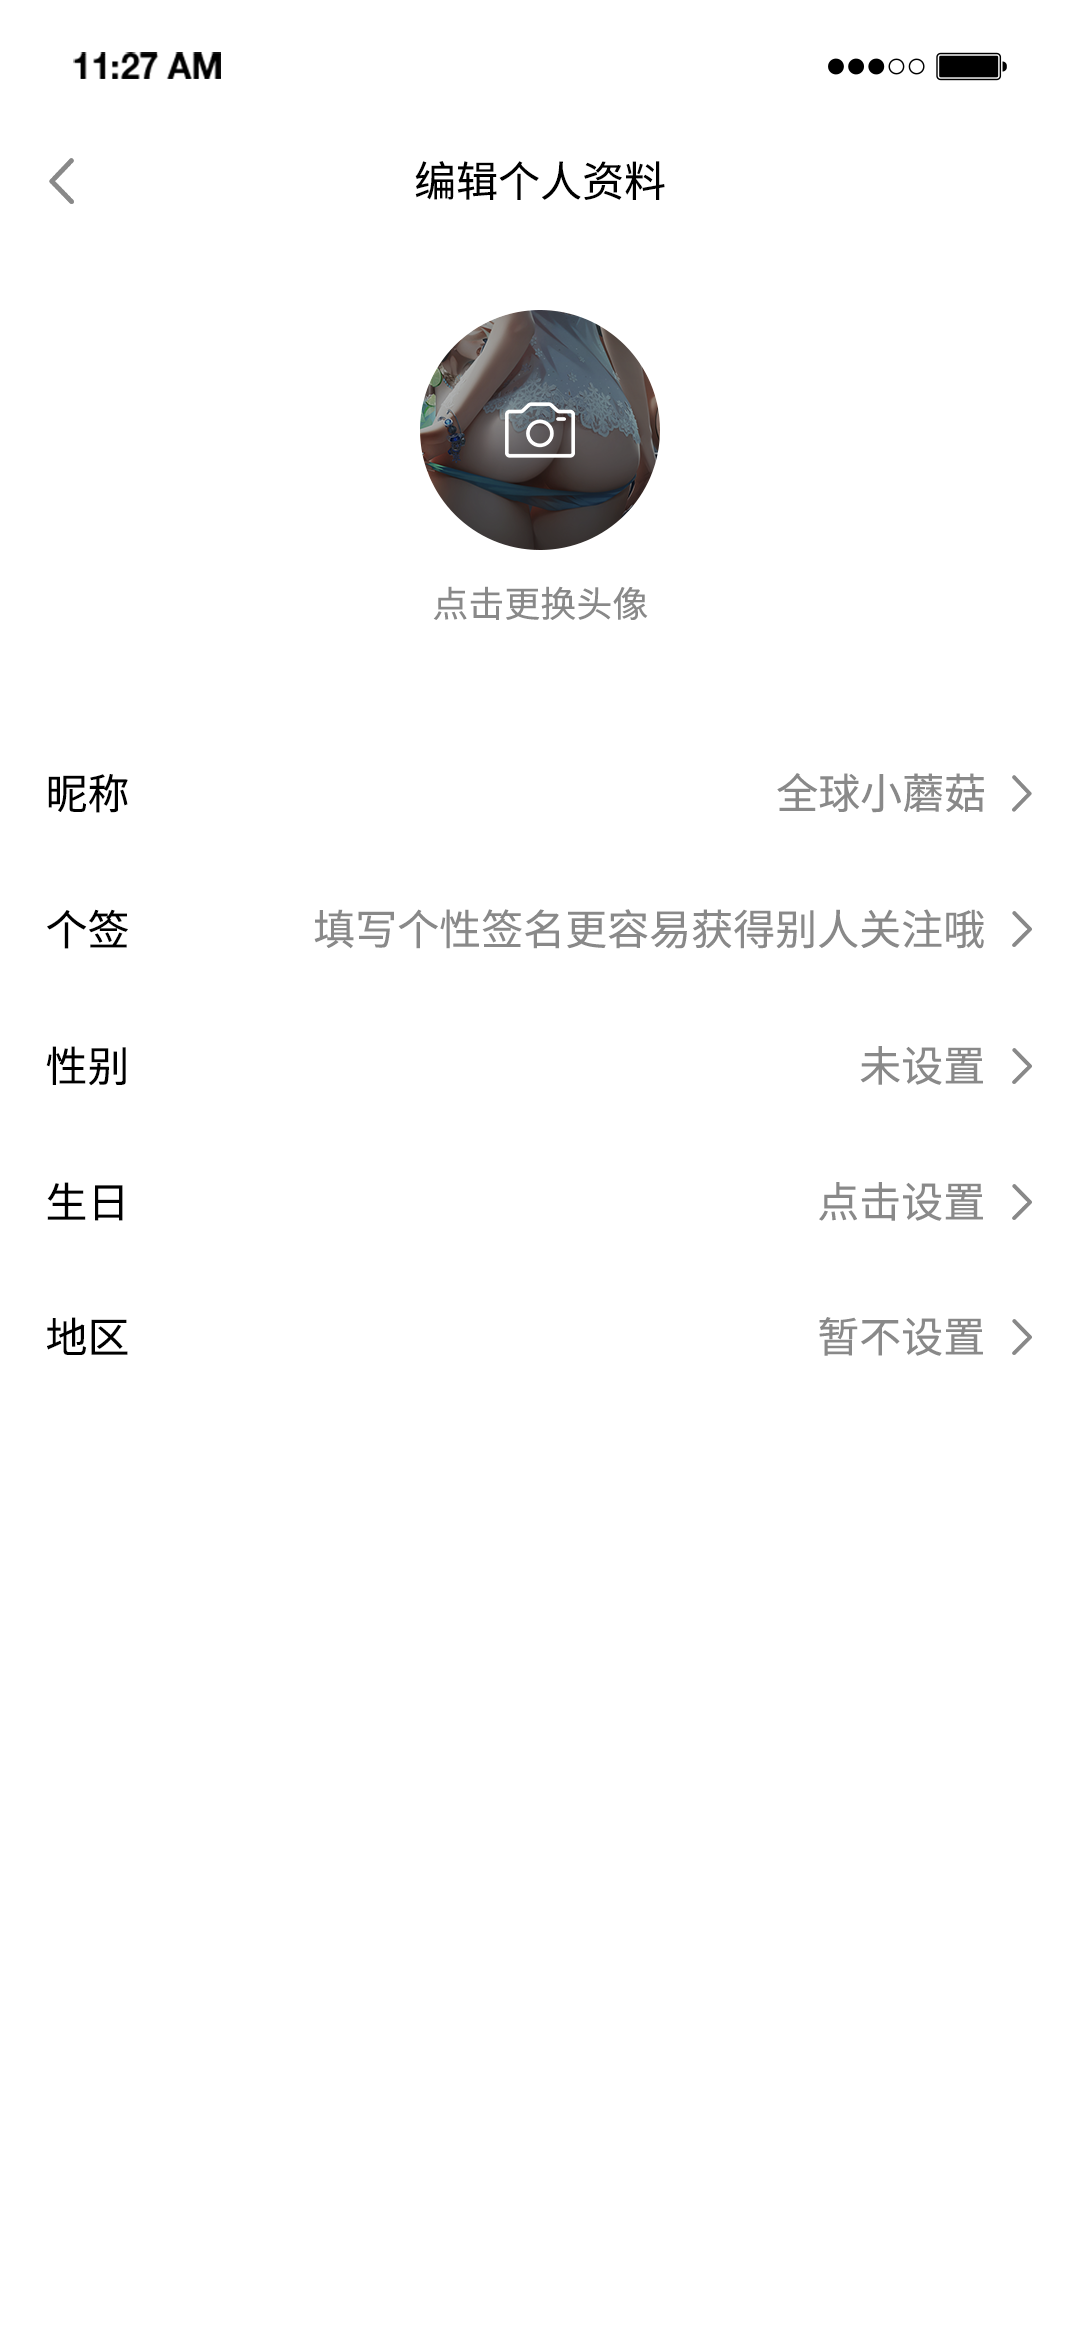 11:27 AM
编辑个人资料
点击更换头像
昵称 全球小蘑菇
个签 填写个性签名更容易获得别人关注哦
性别 未设置
生日 点击设置
地区 暂不设置